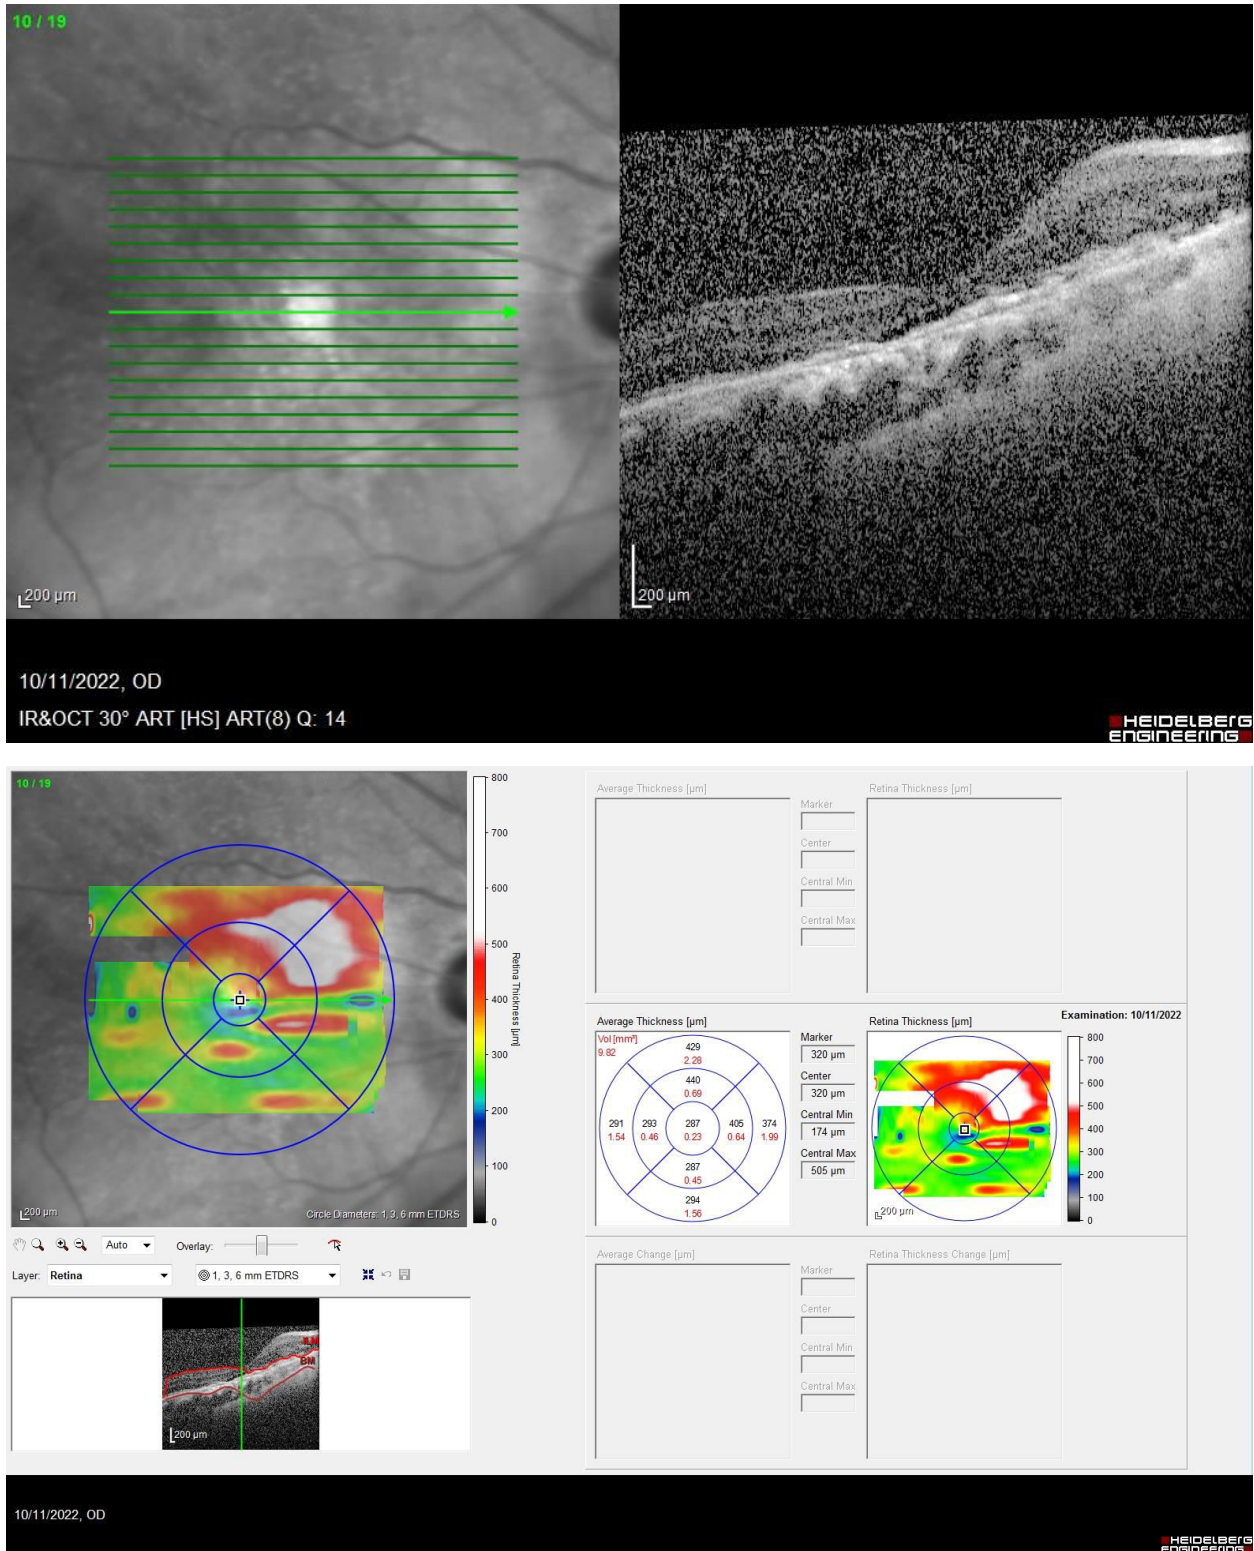 10 / 19
200 µm
200 µm
10/11/2022, OD
IR&OCT 30° ART [HS] ART(8) Q: 14
HEIDELBERG
ENGINEERING
10 / 19
800
700
600
500
400
300
200
100
0
Retina Thickness [µm]
200 µm
Circle Diameters: 1, 3, 6 mm ETDRS
Auto
Overlay:
Layer: Retina
1, 3, 6 mm ETDRS
ILM
BM
200 µm
Average Thickness [µm]
Marker
Center
Central Min
Central Max
Retina Thickness [µm]
Average Thickness [µm]
Vol [mm³]
9.82
429
2.28
440
0.69
291 293 287 405 374
1.54 0.46 0.23 0.64 1.99
287
0.45
294
1.56
Marker
320 µm
Center
320 µm
Central Min
174 µm
Central Max
505 µm
Retina Thickness [µm]
Examination: 10/11/2022
800
700
600
500
400
300
200
100
0
200 µm
Average Change [µm]
Marker
Center
Central Min
Central Max
Retina Thickness Change [µm]
10/11/2022, OD
HEIDELBERG
ENGINEERING